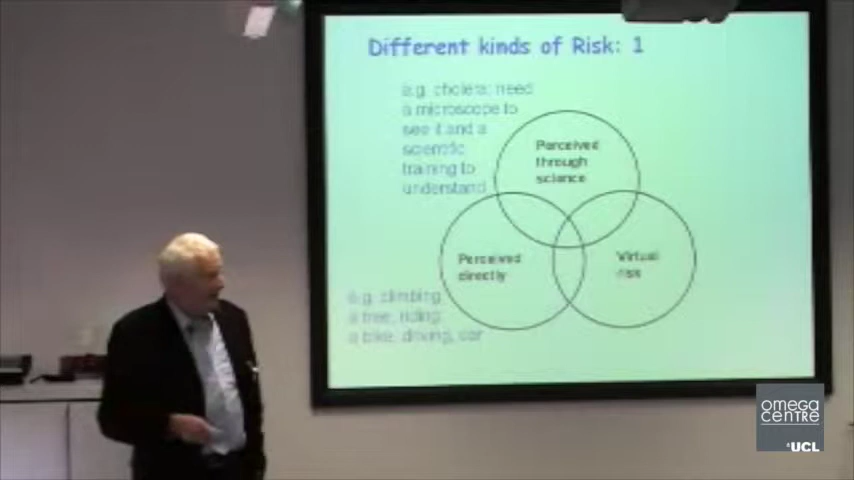 Different kinds of Risk: 1
e.g. cholera: need
a microscope to
see it and a
scientific
training to
understand
Perceived
through
science
Perceived
directly
Virtual
risk
e.g. climbing
a tree, riding
a bike, driving, car
omega
centre
UCL